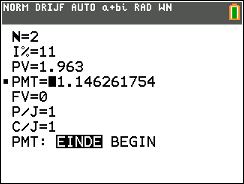 NORM DRIJF AUTO a+bi RAD WN
N=2
I%=11
PV=1.963
▪PMT=1.146261754
FV=0
P/J=1
C/J=1
PMT: EINDE BEGIN